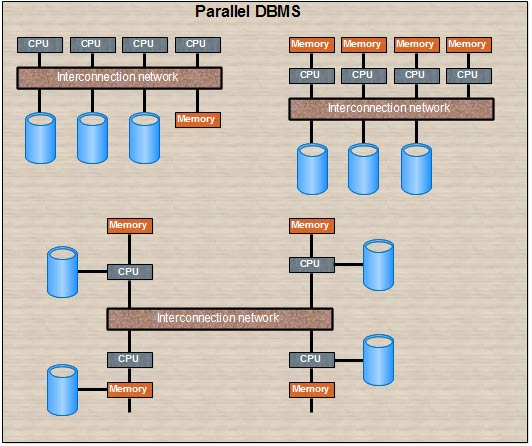 Parallel DBMS
CPU CPU CPU CPU
Interconnection network
Memory
Memory Memory Memory Memory
CPU CPU CPU CPU
Interconnection network
Memory Memory
CPU CPU
Interconnection network
CPU CPU
Memory Memory